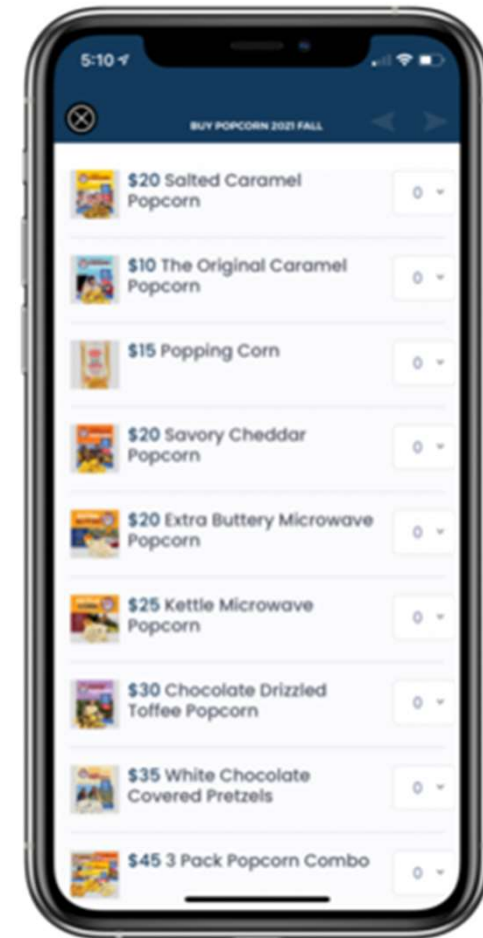 5:10
BUY POPCORN 2021 FALL
$20 Salted Caramel
Popcorn
0
$10 The Original Caramel
Popcorn
0
$15 Popping Corn
0
$20 Savory Cheddar
Popcorn
0
$20 Extra Buttery Microwave
Popcorn
0
$25 Kettle Microwave
Popcorn
0
$30 Chocolate Drizzled
Toffee Popcorn
0
$35 White Chocolate
Covered Pretzels
0
$45 3 Pack Popcorn Combo
0